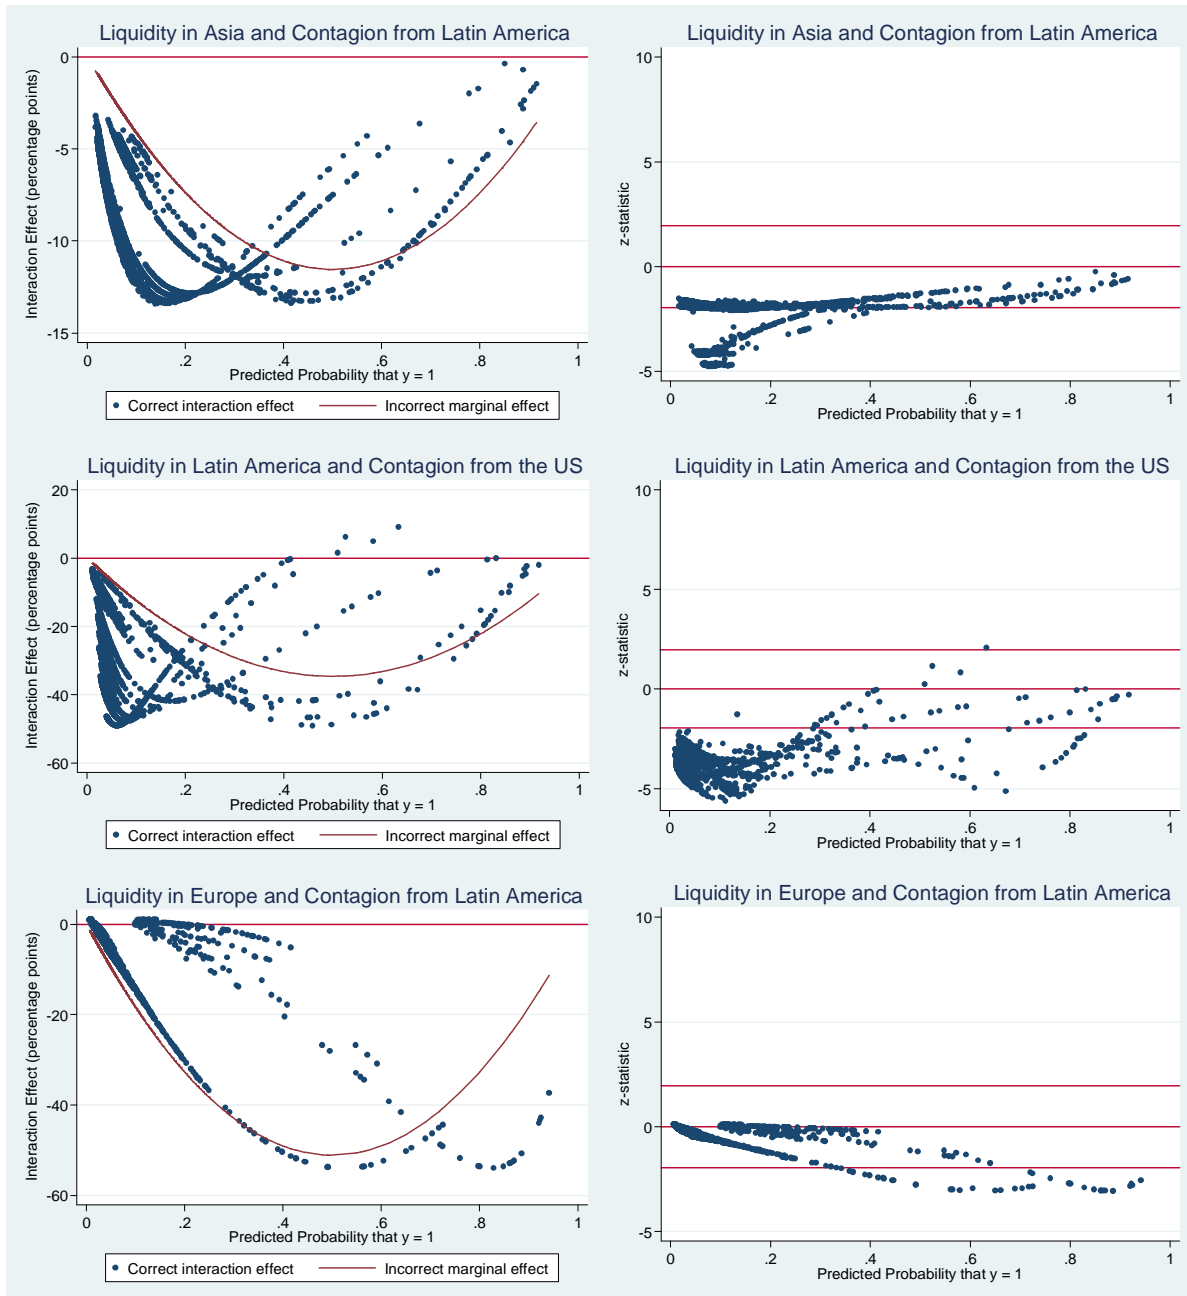 Liquidity in Asia and Contagion from Latin America
Interaction Effect (percentage points)
0
-5
-10
-15
0 .2 .4 .6 .8 1
Predicted Probability that y = 1
Correct interaction effect Incorrect marginal effect
Liquidity in Asia and Contagion from Latin America
z-statistic
10
5
0
-5
0 .2 .4 .6 .8 1
Predicted Probability that y = 1
Liquidity in Latin America and Contagion from the US
Interaction Effect (percentage points)
20
0
-20
-40
-60
0 .2 .4 .6 .8 1
Predicted Probability that y = 1
Correct interaction effect Incorrect marginal effect
Liquidity in Latin America and Contagion from the US
z-statistic
10
5
0
-5
0 .2 .4 .6 .8 1
Predicted Probability that y = 1
Liquidity in Europe and Contagion from Latin America
Interaction Effect (percentage points)
0
-20
-40
-60
0 .2 .4 .6 .8 1
Predicted Probability that y = 1
Correct interaction effect Incorrect marginal effect
Liquidity in Europe and Contagion from Latin America
z-statistic
10
5
0
-5
0 .2 .4 .6 .8 1
Predicted Probability that y = 1